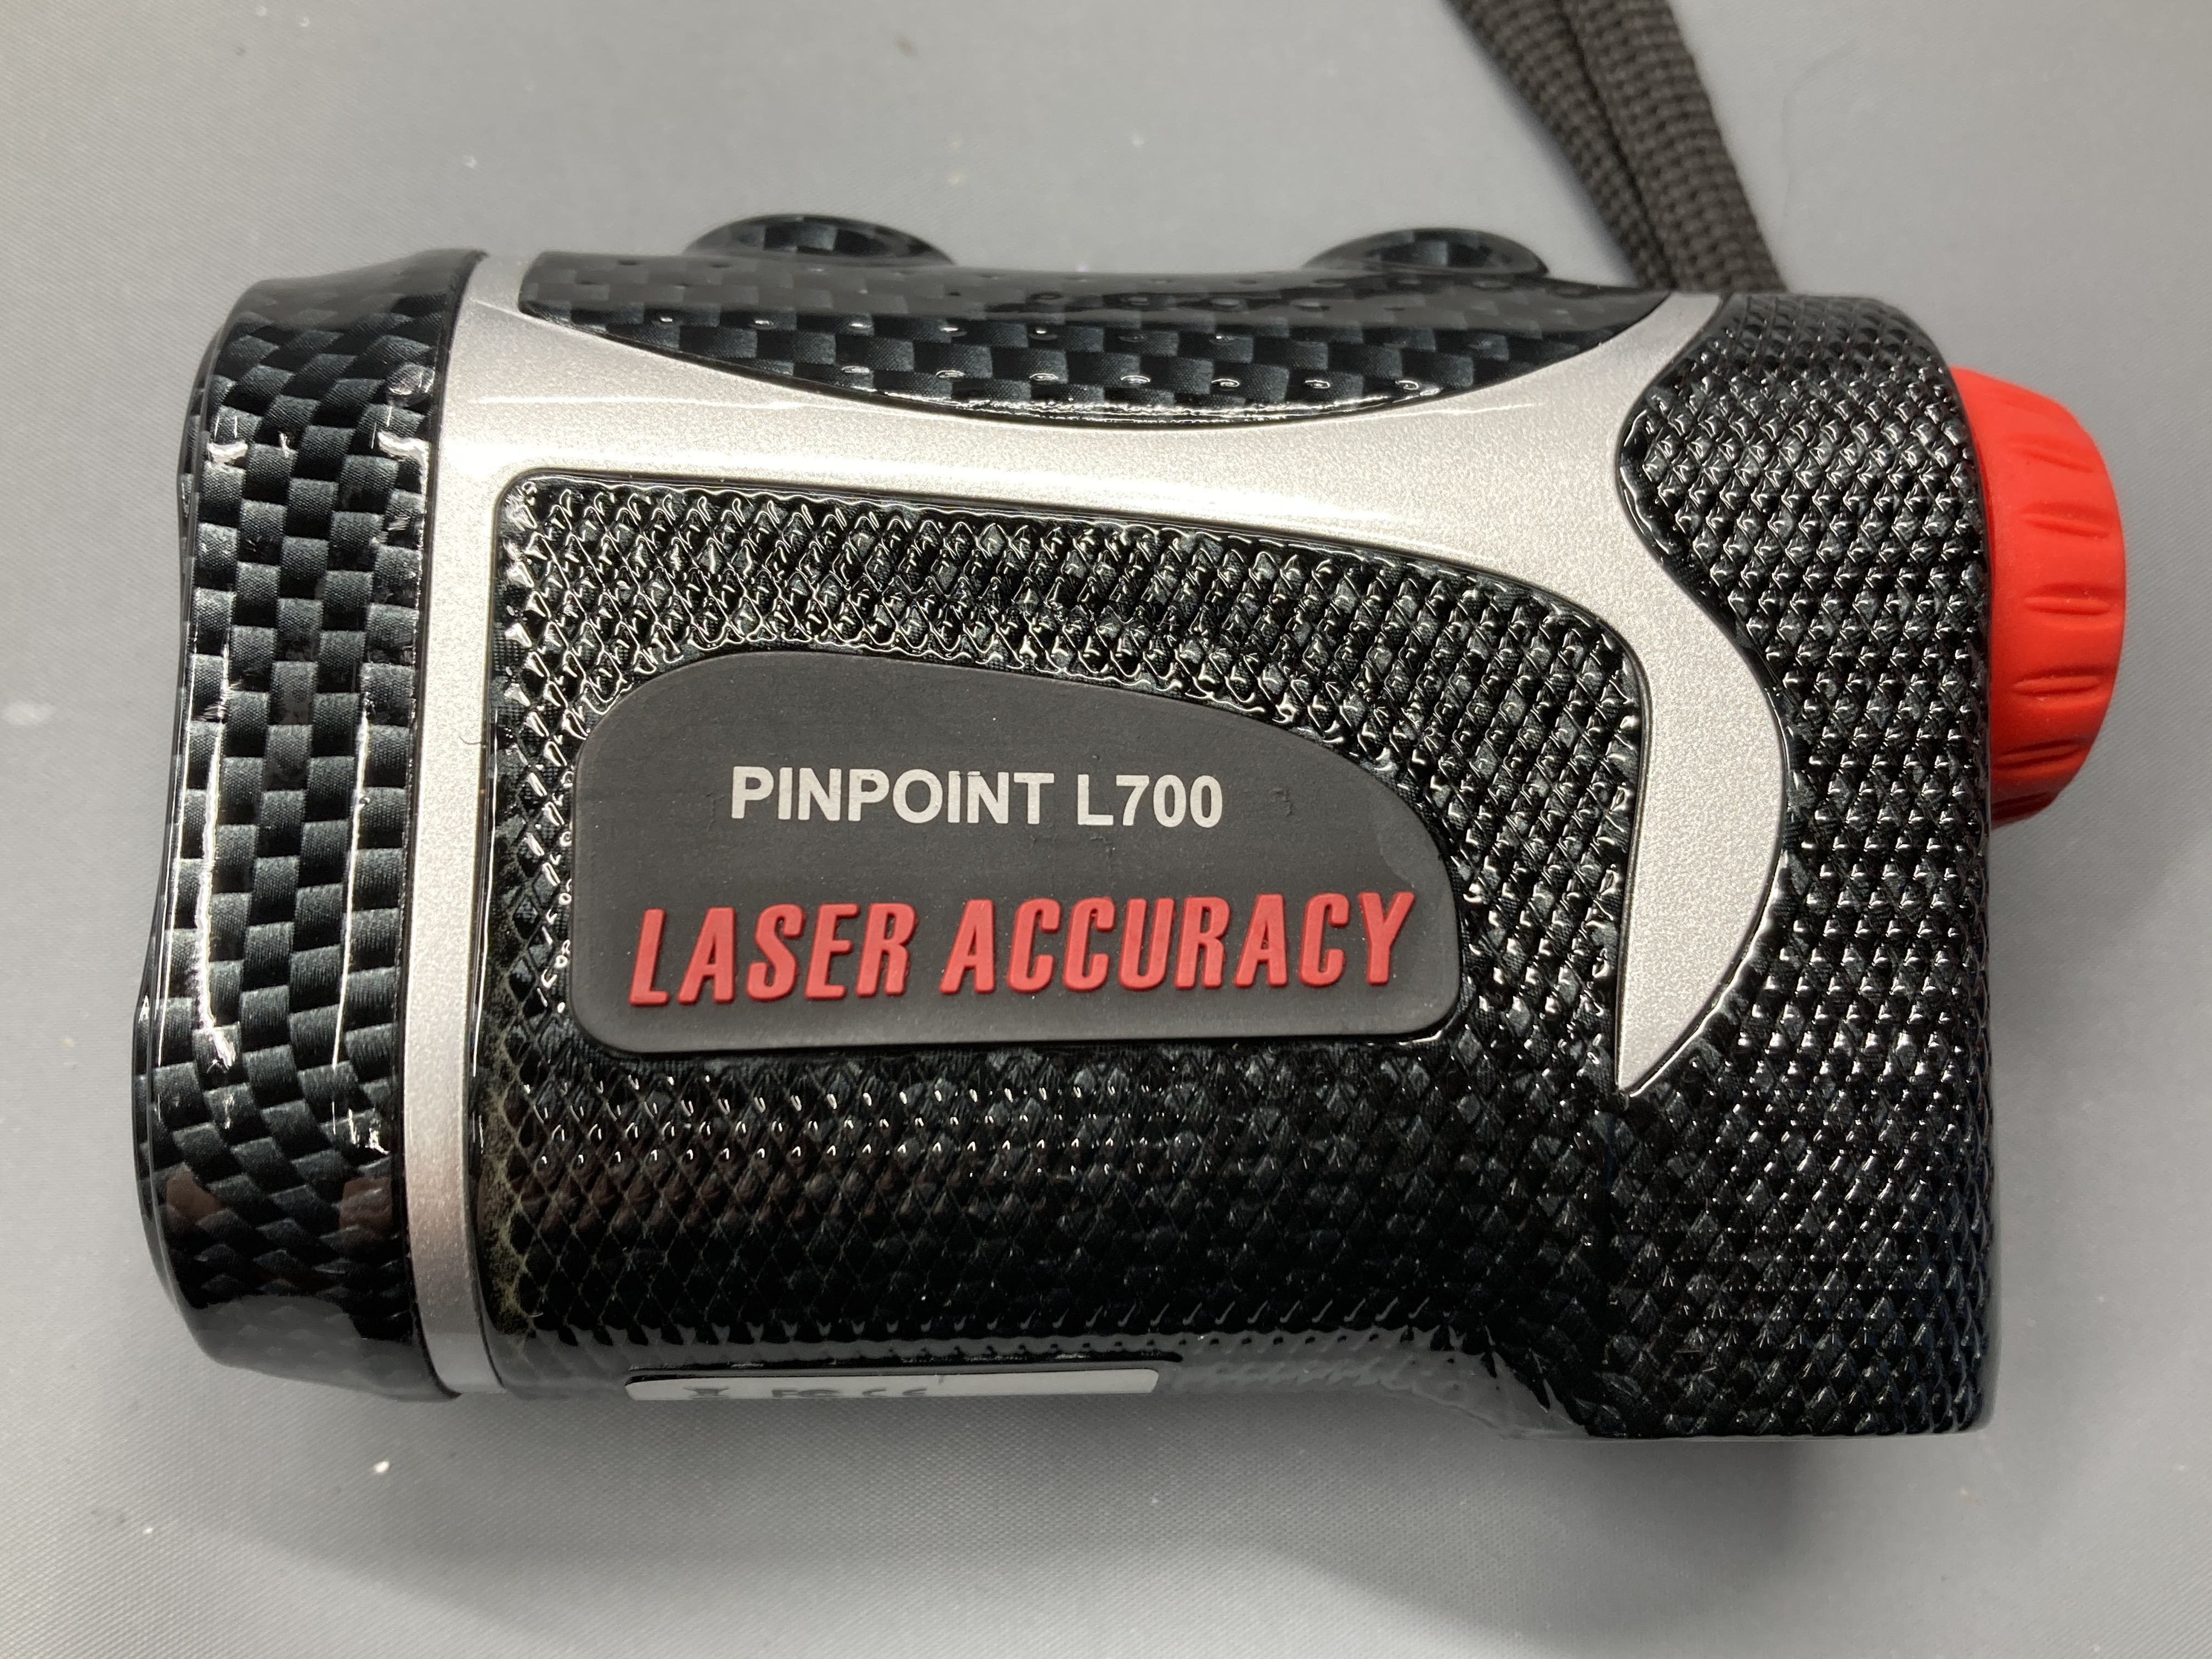 PINPOINT L700
LASER ACCURACY